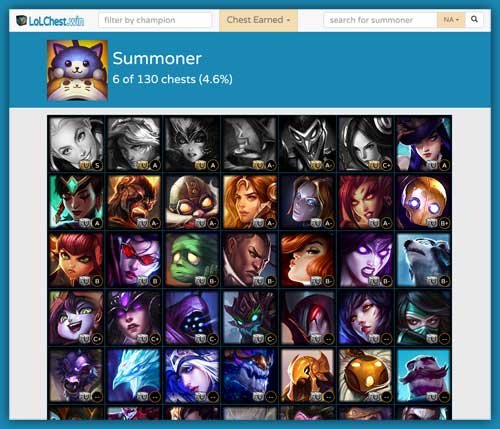 LoLChest.win filter by champion Chest Earned search for summoner NA
Summoner
6 of 130 chests (4.6%)
S A A A- A- C+ A
A A- A- A- A- A- B+
B B B- B- B- B- B-
C+ C+ C- C- -- -- --
-- -- -- -- -- -- --